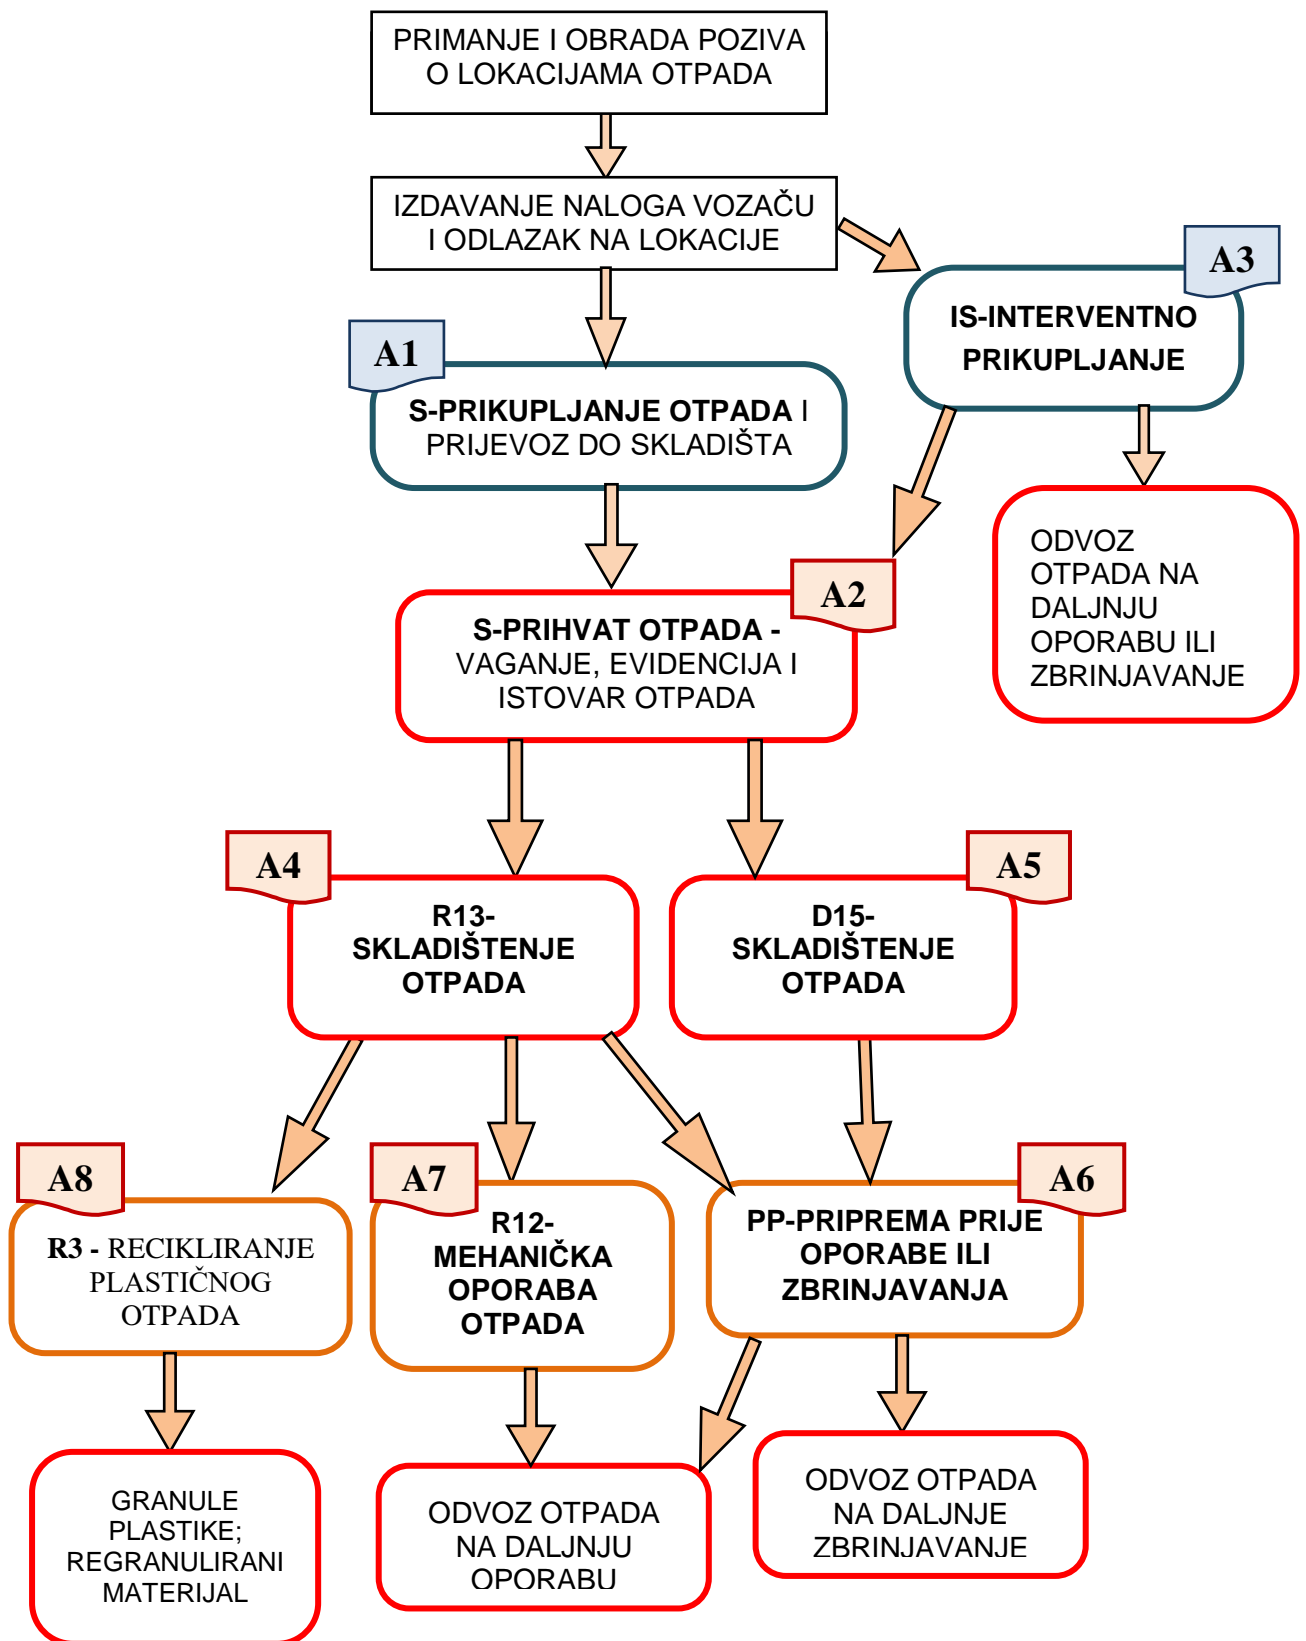 PRIMANJE I OBRADA POZIVA
O LOKACIJAMA OTPADA
IZDAVANJE NALOGA VOZAČU
I ODLAZAK NA LOKACIJE
A3
IS-INTERVENTNO
PRIKUPLJANJE
A1
S-PRIKUPLJANJE OTPADA I
PRIJEVOZ DO SKLADIŠTA
ODVOZ
OTPADA NA
DALJNJU
OPORABU ILI
ZBRINJAVANJE
A2
S-PRIHVAT OTPADA -
VAGANJE, EVIDENCIJA I
ISTOVAR OTPADA
A4
R13-
SKLADIŠTENJE
OTPADA
A5
D15-
SKLADIŠTENJE
OTPADA
A8
R3 - RECIKLIRANJE
PLASTIČNOG
OTPADA
A7
R12-
MEHANIČKA
OPORABA
OTPADA
A6
PP-PRIPREMA PRIJE
OPORABE ILI
ZBRINJAVANJA
GRANULE
PLASTIKE;
REGRANULIRANI
MATERIJAL
ODVOZ OTPADA
NA DALJNJU
OPORABU
ODVOZ OTPADA
NA DALJNJE
ZBRINJAVANJE